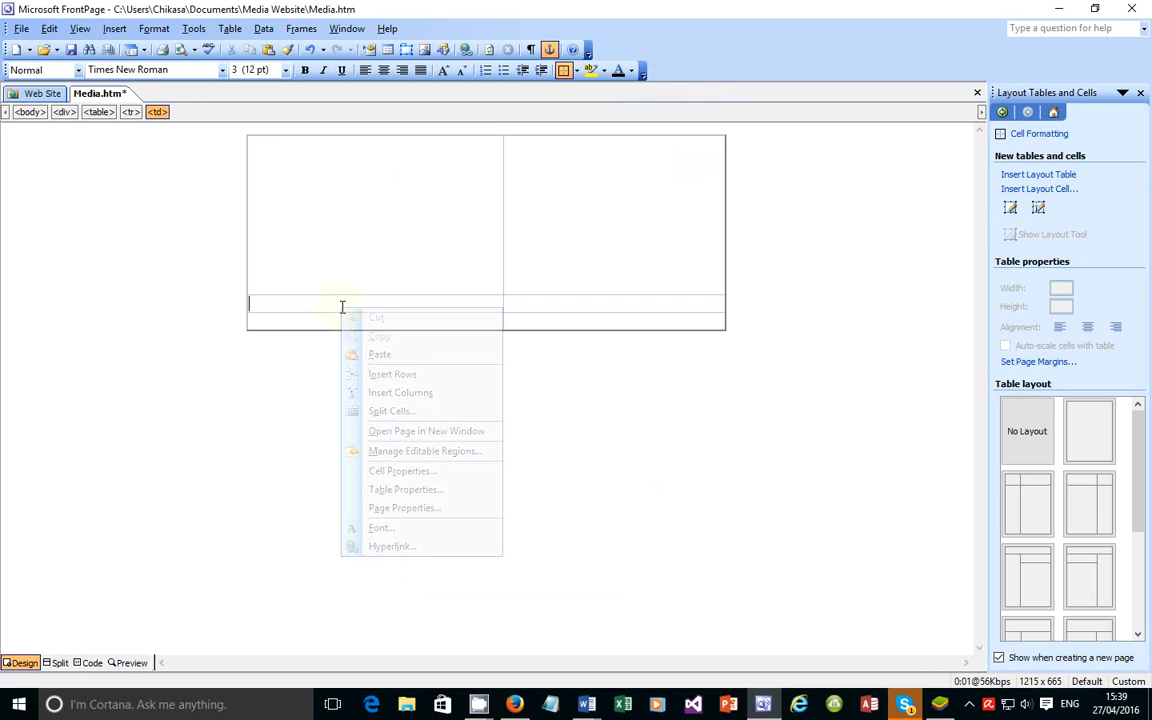 Microsoft FrontPage - C:\Users\Chikasa\Documents\Media Website\Media.htm
File Edit View Insert Format Tools Table Data Frames Window Help
Type a question for help
Normal Times New Roman 3 (12 pt) B I U A A ab A
Web Site Media.htm*
<body> <div> <table> <tr> <td>
Cut
Copy
Paste
Insert Rows
Insert Columns
Split Cells...
Open Page in New Window
Manage Editable Regions...
Cell Properties...
Table Properties...
Page Properties...
Font...
Hyperlink...
Layout Tables and Cells
Cell Formatting
New tables and cells
Insert Layout Table
Insert Layout Cell...
Show Layout Tool
Table properties
Width:
Height:
Alignment:
Auto-scale cells with table
Set Page Margins...
Table layout
No Layout
Show when creating a new page
Design Split Code Preview
0:01@56Kbps 1215 x 665 Default Custom
I'm Cortana. Ask me anything.
ENG
15:39
27/04/2016